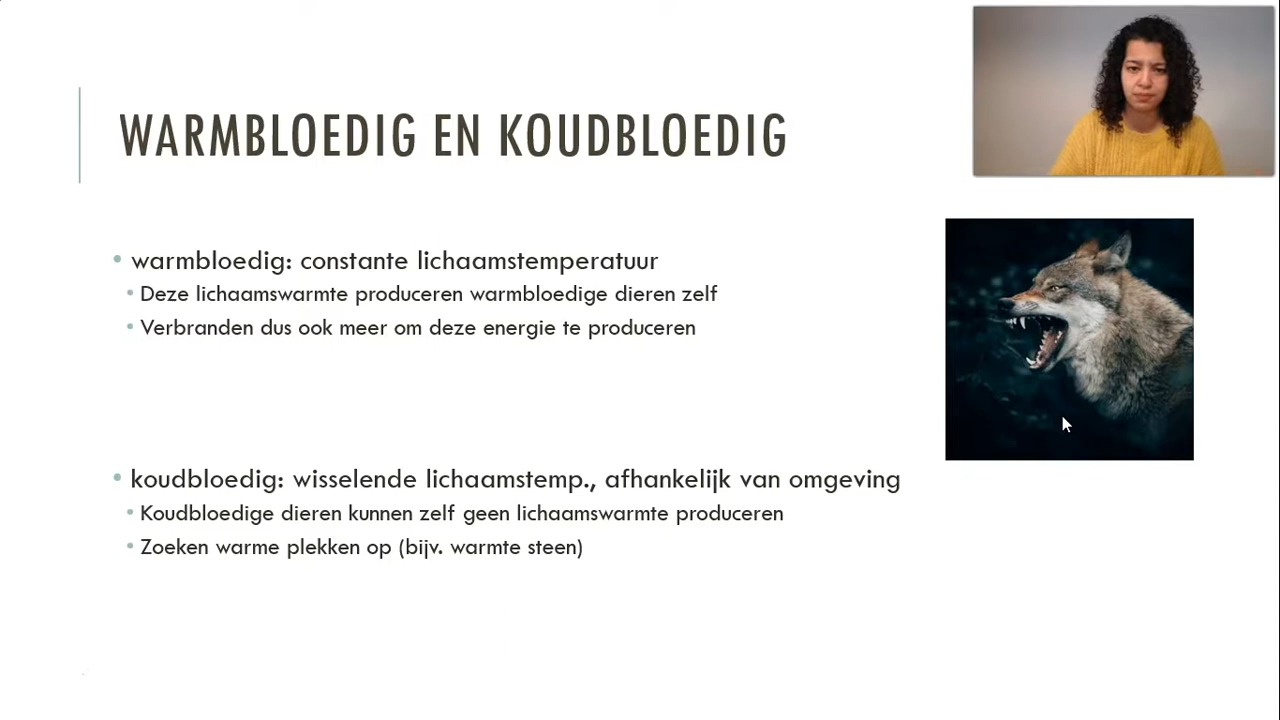 WARMBLOEDIG EN KOUDBLOEDIG
• warmbloedig: constante lichaamstemperatuur
• Deze lichaamswarmte produceren warmbloedige dieren zelf
• Verbranden dus ook meer om deze energie te produceren
• koudbloedig: wisselende lichaamstemp., afhankelijk van omgeving
• Koudbloedige dieren kunnen zelf geen lichaamswarmte produceren
• Zoeken warme plekken op (bijv. warmte steen)